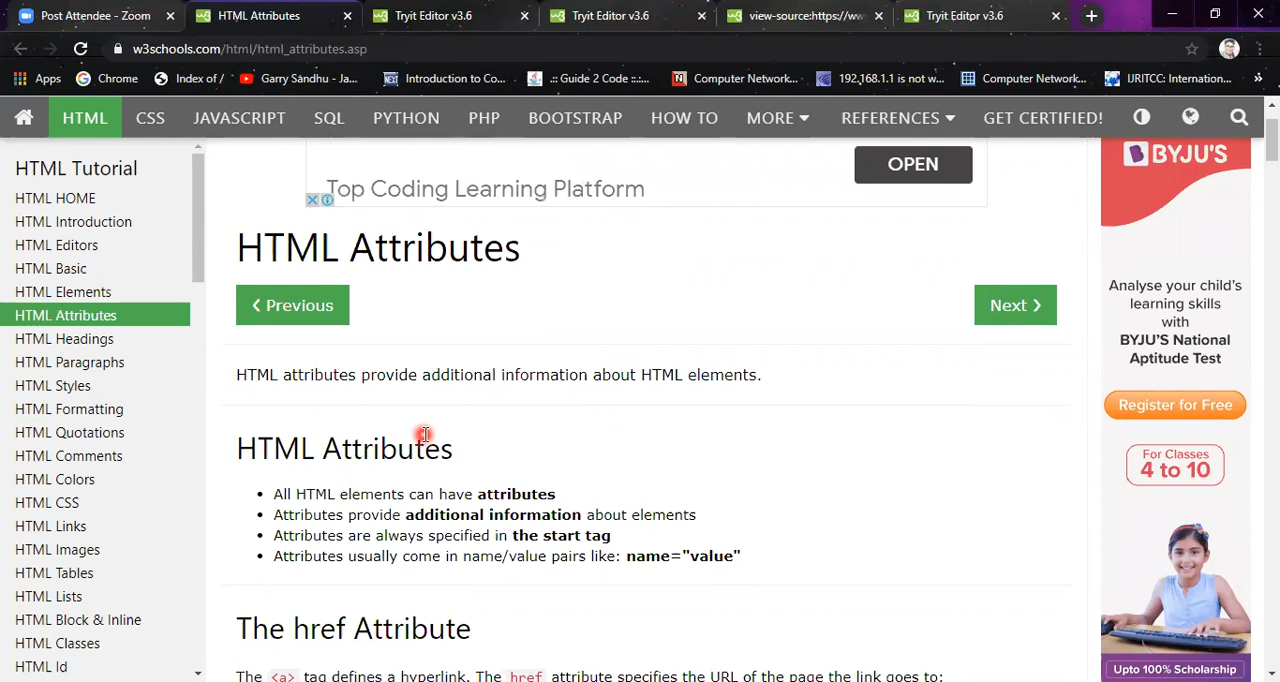 Post Attendee - Zoom
HTML Attributes
Tryit Editor v3.6
Tryit Editor v3.6
view-source:https://ww
Tryit Editor v3.6
w3schools.com/html/html_attributes.asp
Apps
Chrome
Index of /
Garry Sandhu - Ja...
Introduction to Co...
.:: Guide 2 Code ::.…
Computer Network...
192.168.1.1 is not w...
Computer Network...
IJRITCC: Internation...
HTML
CSS
JAVASCRIPT
SQL
PYTHON
PHP
BOOTSTRAP
HOW TO
MORE
REFERENCES
GET CERTIFIED!
HTML Tutorial
HTML HOME
HTML Introduction
HTML Editors
HTML Basic
HTML Elements
HTML Attributes
HTML Headings
HTML Paragraphs
HTML Styles
HTML Formatting
HTML Quotations
HTML Comments
HTML Colors
HTML CSS
HTML Links
HTML Images
HTML Tables
HTML Lists
HTML Block & Inline
HTML Classes
HTML Id
Top Coding Learning Platform
OPEN
HTML Attributes
❮ Previous
Next ❯
HTML attributes provide additional information about HTML elements.
HTML Attributes
• All HTML elements can have attributes
• Attributes provide additional information about elements
• Attributes are always specified in the start tag
• Attributes usually come in name/value pairs like: name="value"
The href Attribute
The <a> tag defines a hyperlink. The href attribute specifies the URL of the page the link goes to:
BYJU'S
Analyse your child's
learning skills
with
BYJU'S National
Aptitude Test
Register for Free
For Classes
4 to 10
Upto 100% Scholarship